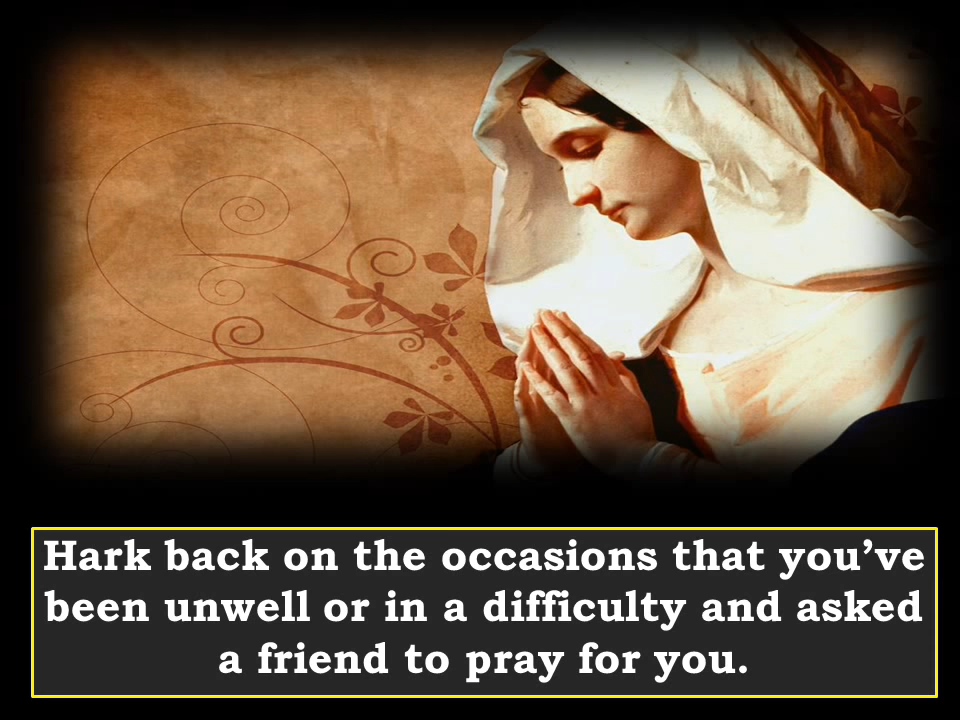 Hark back on the occasions that you’ve
been unwell or in a difficulty and asked
a friend to pray for you.